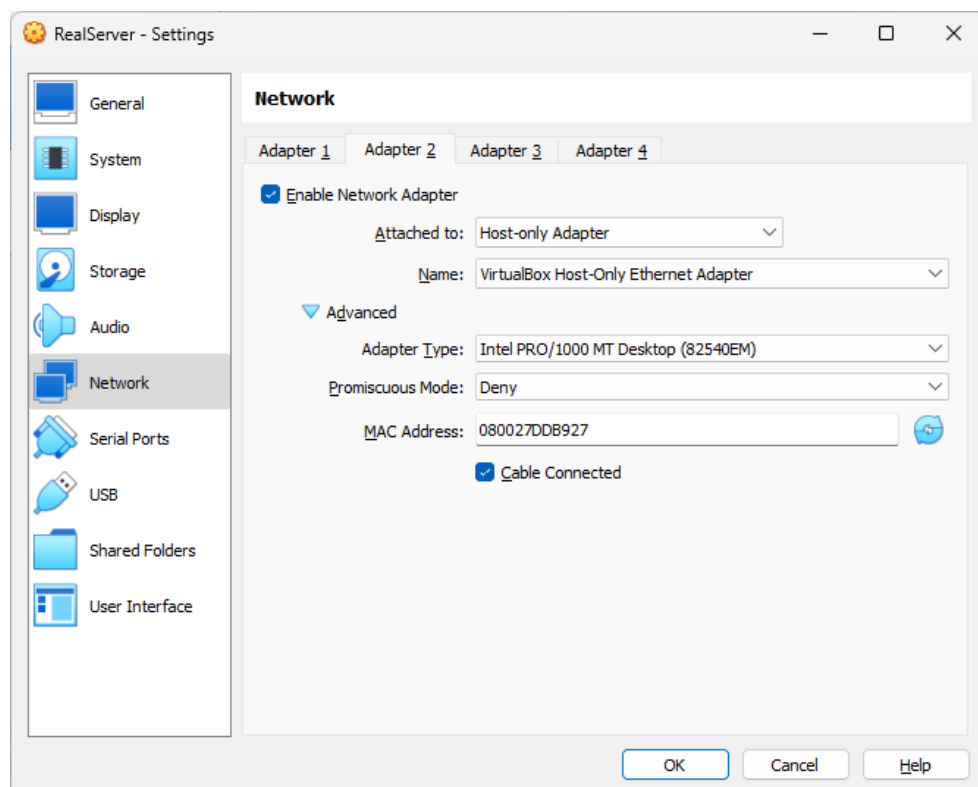 RealServer - Settings
General
System
Display
Storage
Audio
Network
Serial Ports
USB
Shared Folders
User Interface
Network
Adapter 1 Adapter 2 Adapter 3 Adapter 4
Enable Network Adapter
Attached to: Host-only Adapter
Name: VirtualBox Host-Only Ethernet Adapter
Advanced
Adapter Type: Intel PRO/1000 MT Desktop (82540EM)
Promiscuous Mode: Deny
MAC Address: 080027DDB927
Cable Connected
OK Cancel Help